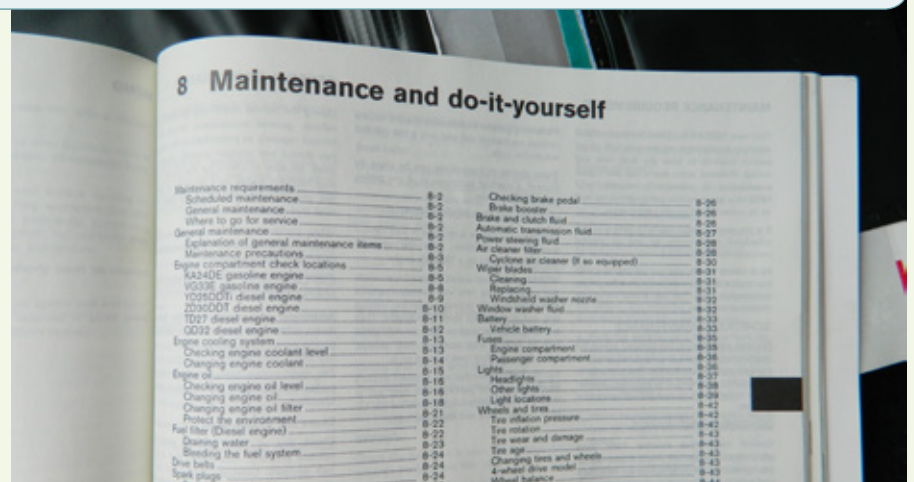 8 Maintenance and do-it-yourself
Maintenance requirements
Scheduled maintenance 8-2
General maintenance 8-2
Where to go for service 8-2
General maintenance 8-2
Explanation of general maintenance items 8-2
Maintenance precautions 8-3
Engine compartment check locations 8-5
KA24DE gasoline engine 8-5
VG33E gasoline engine 8-8
YD25DDTi diesel engine 8-9
ZD30DDT diesel engine 8-10
TD27 diesel engine 8-11
QD32 diesel engine 8-12
Engine cooling system 8-13
Checking engine coolant level 8-13
Changing engine coolant 8-14
Engine oil 8-15
Checking engine oil level 8-16
Changing engine oil 8-16
Changing engine oil filter 8-18
Protect the environment 8-21
Fuel filter (Diesel engine) 8-22
Draining water 8-22
Bleeding the fuel system 8-23
Drive belts 8-24
Spark plugs 8-24
Checking brake pedal 8-26
Brake booster 8-26
Brake and clutch fluid 8-26
Automatic transmission fluid 8-27
Power steering fluid 8-28
Air cleaner filter 8-28
Cyclone air cleaner (if so equipped) 8-30
Wiper blades 8-31
Cleaning 8-31
Replacing 8-31
Windshield washer nozzle 8-32
Window washer fluid 8-32
Battery 8-33
Vehicle battery 8-33
Fuses 8-35
Engine compartment 8-35
Passenger compartment 8-36
Lights 8-36
Headlights 8-37
Other lights 8-38
Light locations 8-39
Wheels and tires 8-42
Tire inflation pressure 8-42
Tire rotation 8-42
Tire wear and damage 8-43
Tire age 8-43
Changing tires and wheels 8-43
4-wheel drive model 8-43
Wheel balance